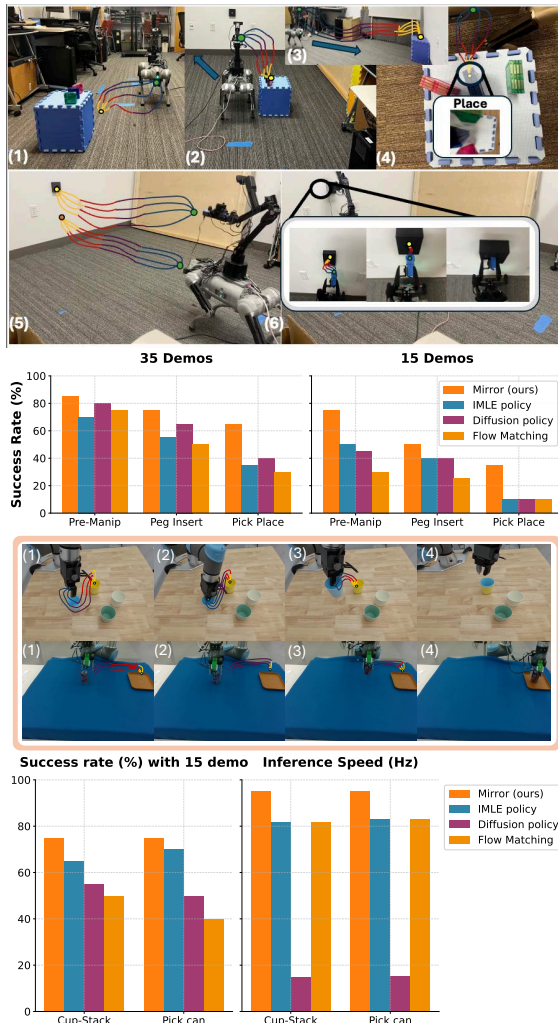 (1)
(2)
(3)
(4)
Place
(5)
(6)
35 Demos
15 Demos
Success Rate (%)
100
80
60
40
20
0
Mirror (ours)
IMLE policy
Diffusion policy
Flow Matching
Pre-Manip
Peg Insert
Pick Place
Pre-Manip
Peg Insert
Pick Place
(1)
(2)
(3)
(4)
(1)
(2)
(3)
(4)
Success rate (%) with 15 demo
Inference Speed (Hz)
100
80
60
40
20
0
Mirror (ours)
IMLE policy
Diffusion policy
Flow Matching
Cup-Stack
Pick can
Cup-Stack
Pick can